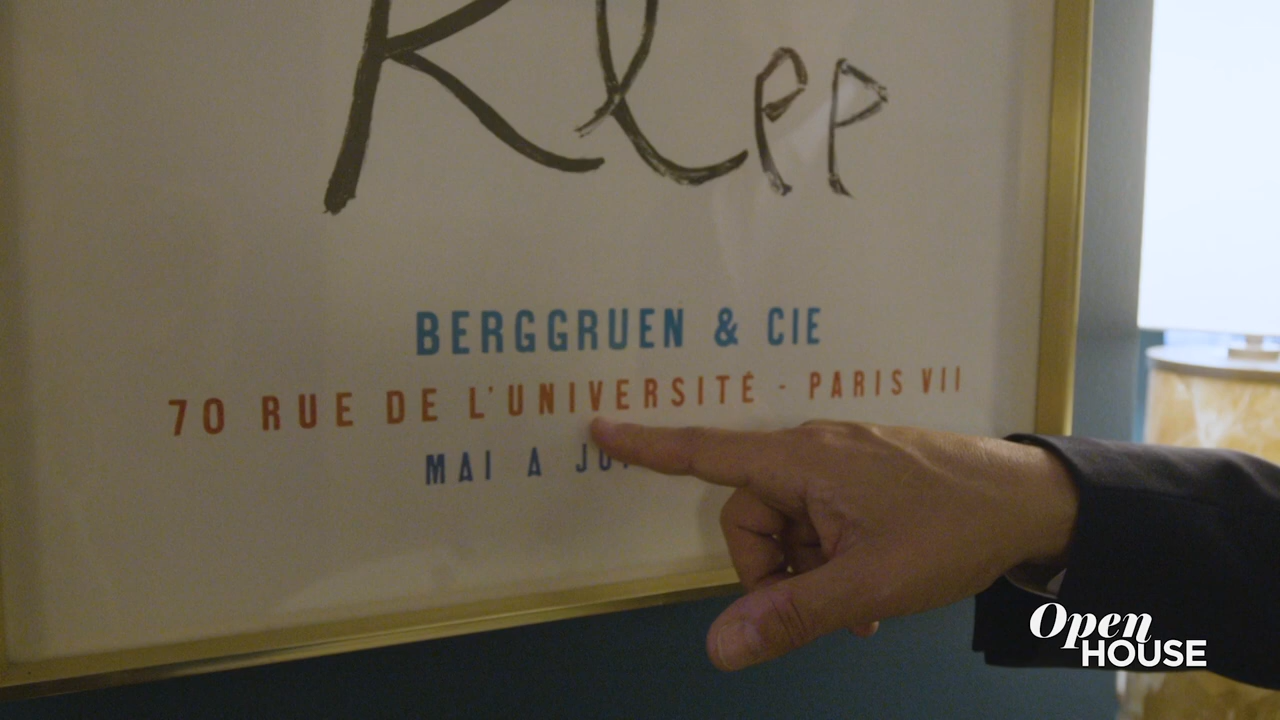 Klee
BERGGRUEN & CIE
70 RUE DE L'UNIVERSITÉ - PARIS VII
MAI A
Open
HOUSE